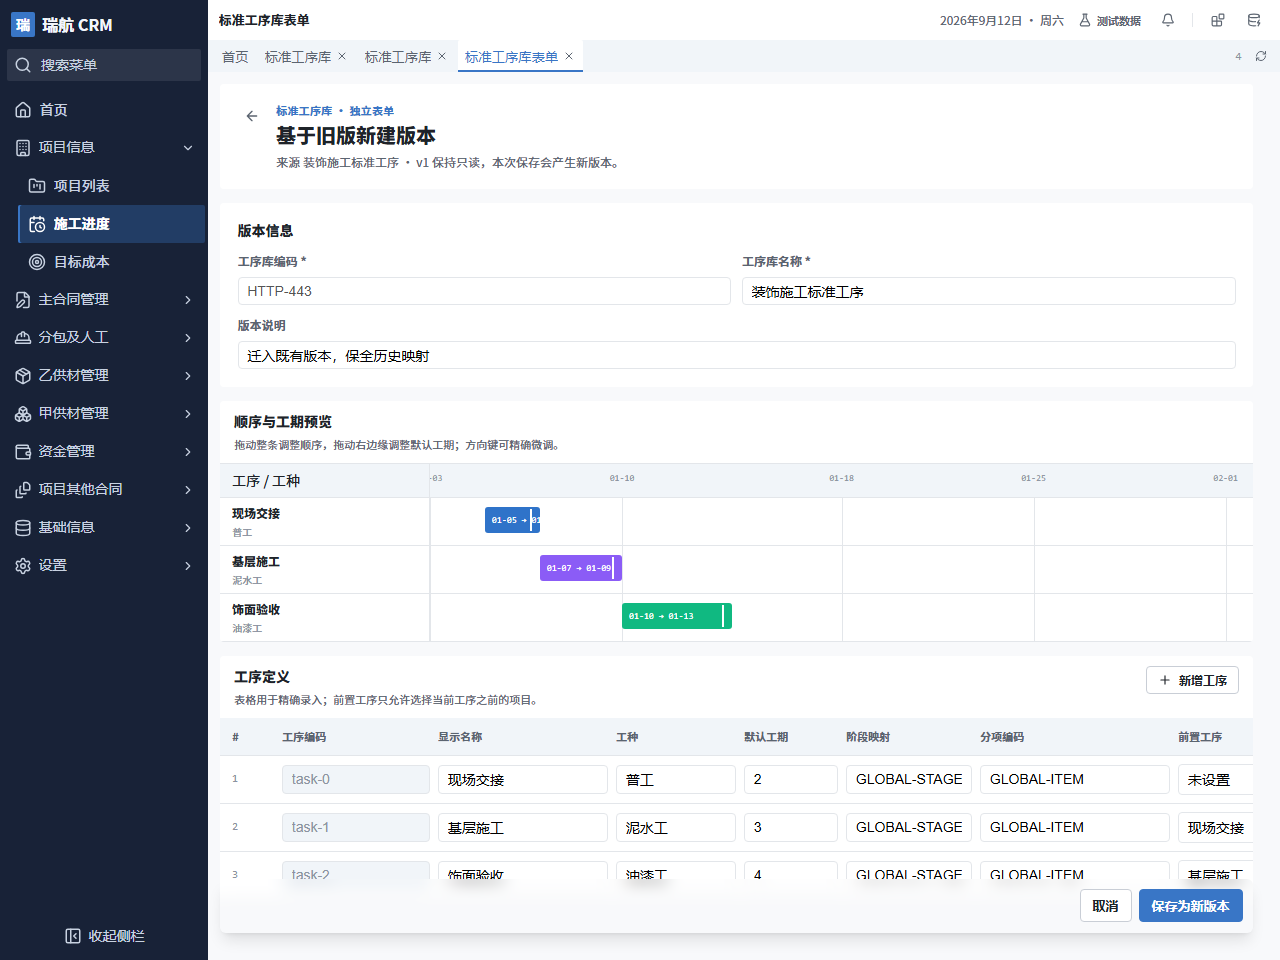 瑞 瑞航 CRM
搜索菜单
首页
项目信息
项目列表
施工进度
目标成本
主合同管理
分包及人工
乙供材管理
甲供材管理
资金管理
项目其他合同
基础信息
设置
收起侧栏
标准工序库表单
2026年9月12日 • 周六 测试数据
首页 标准工序库 标准工序库 标准工序库表单 4
标准工序库 • 独立表单
基于旧版新建版本
来源 装饰施工标准工序 • v1 保持只读，本次保存会产生新版本。
版本信息
工序库编码 * 工序库名称 *
HTTP-443 装饰施工标准工序
版本说明
迁入既有版本，保全历史映射
顺序与工期预览
拖动整条调整顺序，拖动右边缘调整默认工期；方向键可精确微调。
工序 / 工种 -03 01-10 01-18 01-25 02-01
现场交接
普工
01-05 → 01
基层施工
泥水工
01-07 → 01-09
饰面验收
油漆工
01-10 → 01-13
工序定义
表格用于精确录入；前置工序只允许选择当前工序之前的项目。
新增工序
# 工序编码 显示名称 工种 默认工期 阶段映射 分项编码 前置工序
1 task-0 现场交接 普工 2 GLOBAL-STAGE GLOBAL-ITEM 未设置
2 task-1 基层施工 泥水工 3 GLOBAL-STAGE GLOBAL-ITEM 现场交接
3 task-2 饰面验收 油漆工 4 GLOBAL-STAGE GLOBAL-ITEM 基层施工
取消 保存为新版本